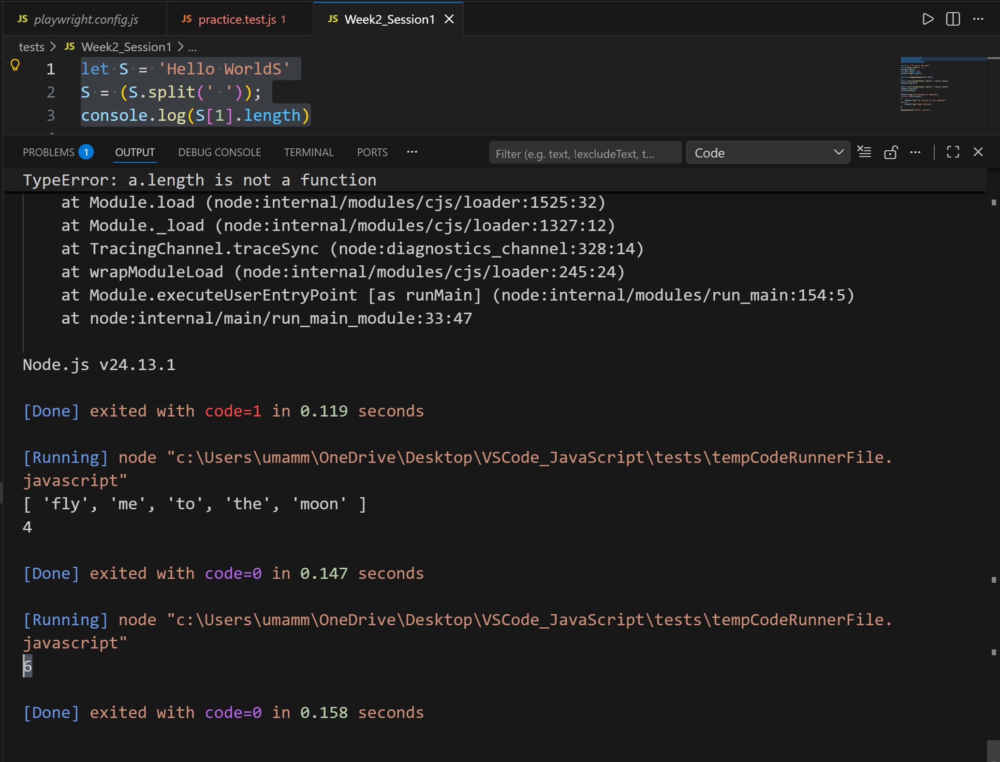 JS playwright.config.js JS practice.test.js 1 JS Week2_Session1
tests > JS Week2_Session1 > ...
1 let S = 'Hello WorldS'
2 S = (S.split(' '));
3 console.log(S[1].length)
PROBLEMS 1 OUTPUT DEBUG CONSOLE TERMINAL PORTS ... Filter (e.g. text, !excludeText, t... Code
TypeError: a.length is not a function
at Module.load (node:internal/modules/cjs/loader:1525:32)
at Module._load (node:internal/modules/cjs/loader:1327:12)
at TracingChannel.traceSync (node:diagnostics_channel:328:14)
at wrapModuleLoad (node:internal/modules/cjs/loader:245:24)
at Module.executeUserEntryPoint [as runMain] (node:internal/modules/run_main:154:5)
at node:internal/main/run_main_module:33:47
Node.js v24.13.1
[Done] exited with code=1 in 0.119 seconds
[Running] node "c:\Users\umamm\OneDrive\Desktop\VSCode_JavaScript\tests\tempCodeRunnerFile.
javascript"
[ 'fly', 'me', 'to', 'the', 'moon' ]
4
[Done] exited with code=0 in 0.147 seconds
[Running] node "c:\Users\umamm\OneDrive\Desktop\VSCode_JavaScript\tests\tempCodeRunnerFile.
javascript"
6
[Done] exited with code=0 in 0.158 seconds